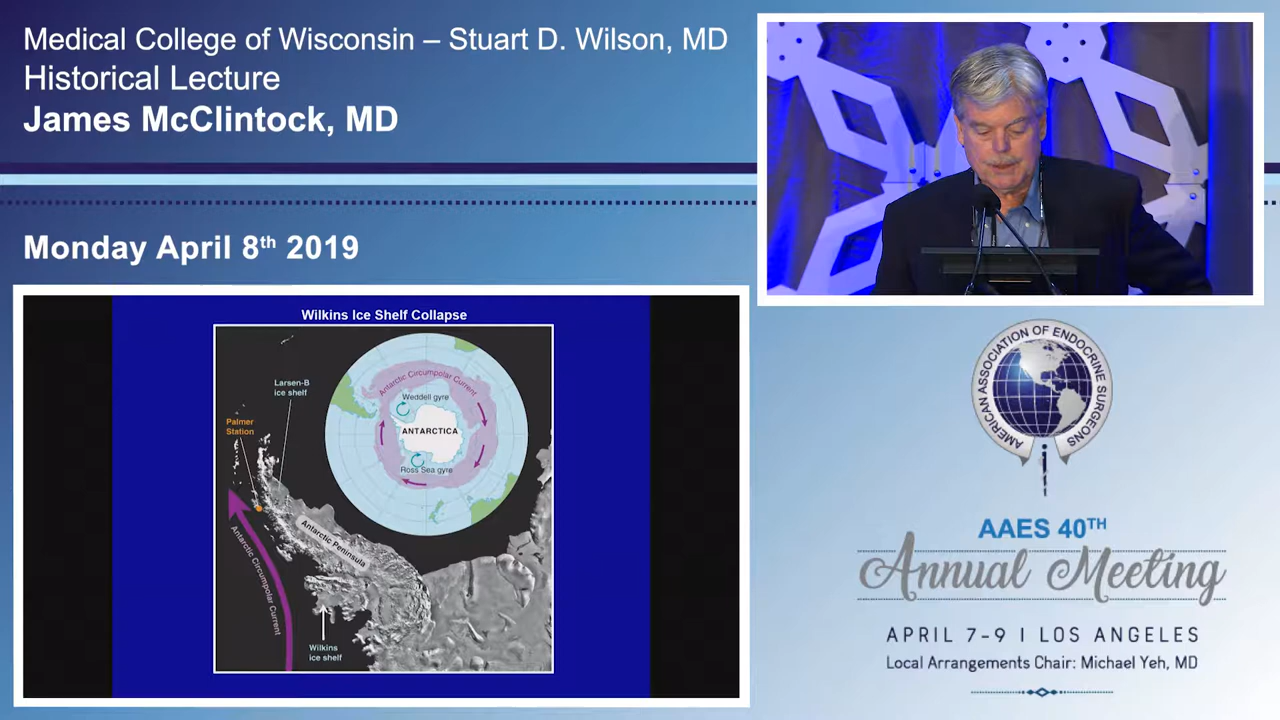 Medical College of Wisconsin – Stuart D. Wilson, MD
Historical Lecture
James McClintock, MD
Monday April 8th 2019
Wilkins Ice Shelf Collapse
Larsen-B
ice shelf
Palmer
Station
Antarctic Circumpolar Current
Antarctic Peninsula
Wilkins
ice shelf
Antarctic Circumpolar Current
Weddell gyre
ANTARCTICA
Ross Sea gyre
AMERICAN ASSOCIATION OF ENDOCRINE SURGEONS
AAES 40TH
Annual Meeting
APRIL 7-9 I LOS ANGELES
Local Arrangements Chair: Michael Yeh, MD